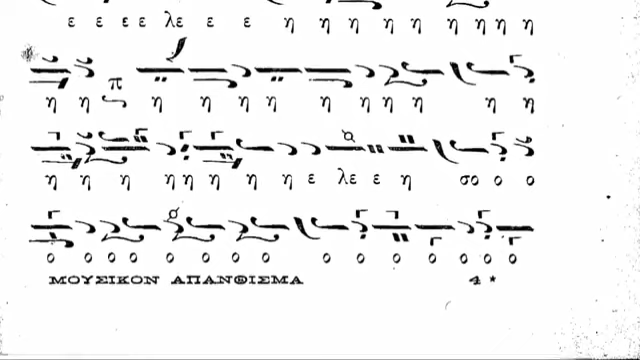 ε ε ε ε λε ε ε η η η η η η η η
η η π η η η η η η η η η η
η η η η η η η η ε λε ε η σο ο ο
ο ο ο ο ο ο ο ο ο ο ο ο ο ο
ΜΟΥΣΙΚΟΝ ΑΠΑΝΘΙΣΜΑ 4 *